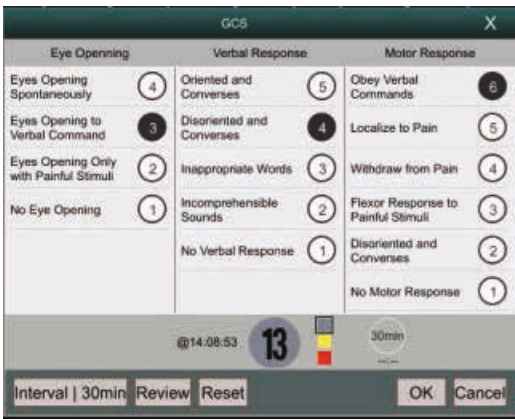 GCS X
Eye Openning Verbal Response Motor Response
Eyes Opening
Spontaneously 4
Eyes Opening to
Verbal Command 3
Eyes Opening Only
with Painful Stimuli 2
No Eye Opening 1
Oriented and
Converses 5
Disoriented and
Converses 4
Inappropriate Words 3
Incomprehensible
Sounds 2
No Verbal Response 1
Obey Verbal
Commands 6
Localize to Pain 5
Withdraw from Pain 4
Flexor Response to
Painful Stimuli 3
Disoriented and
Converses 2
No Motor Response 1
@14:08:53 13 30min
--:--
Interval | 30min Review Reset OK Cancel